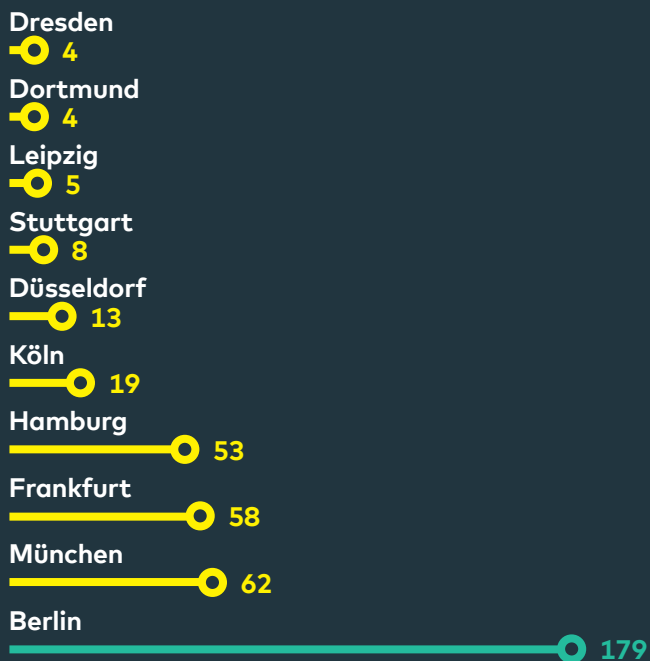 Dresden
4
Dortmund
4
Leipzig
5
Stuttgart
8
Düsseldorf
13
Köln
19
Hamburg
53
Frankfurt
58
München
62
Berlin
179